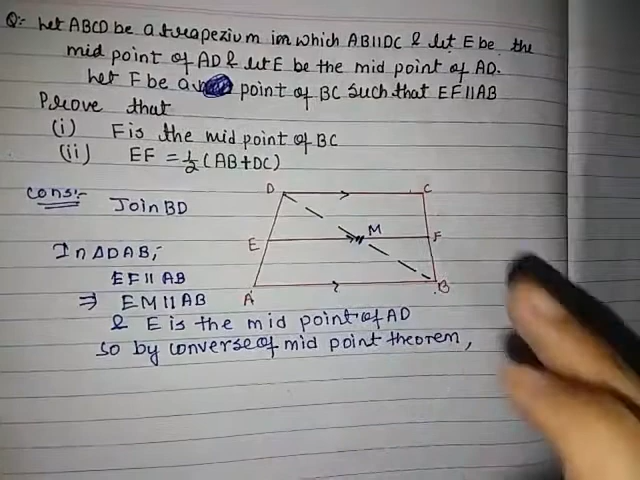 Q:- Let ABCD be a trapezium in which AB||DC & let E be the
mid point of AD & let E be the mid point of AD.
Let F be a point of BC such that EF||AB
Prove that
(i) F is the mid point of BC
(ii) EF = 1/2 (AB+DC)
Cons:- Join BD
D C
M
E F
A B
In ΔDAB,-
EF|| AB
⇒ EM|| AB
& E is the mid point of AD
so by converse of mid point theorem,